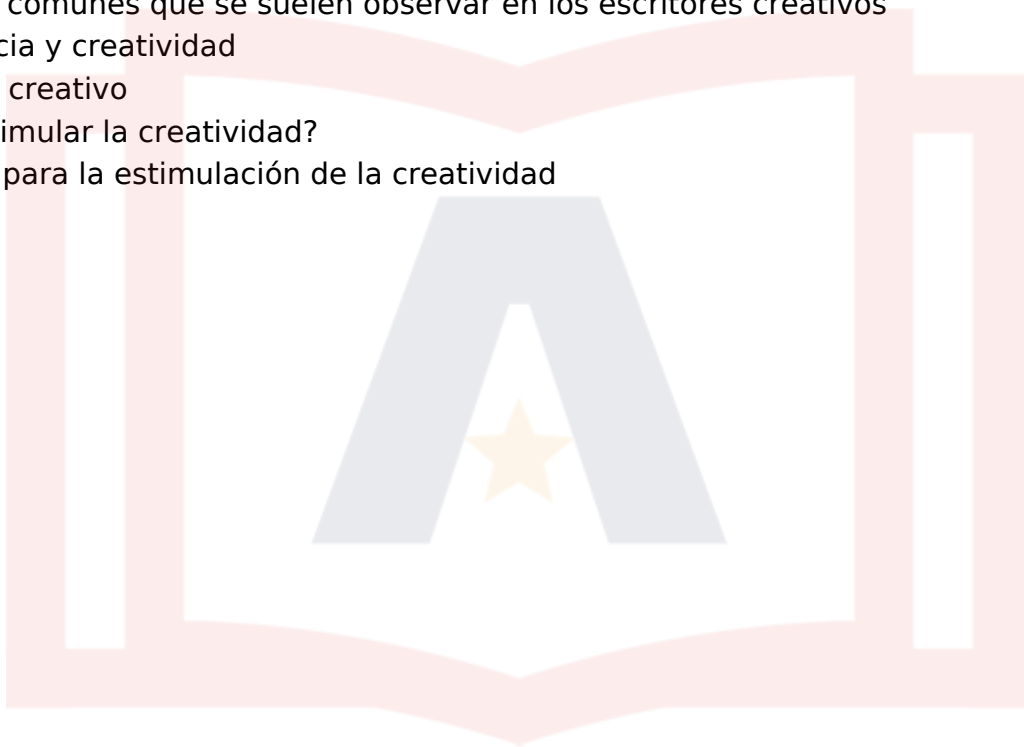 comunes que se suelen observar en los escritores creativos
cia y creatividad
creativo
imular la creatividad?
para la estimulación de la creatividad